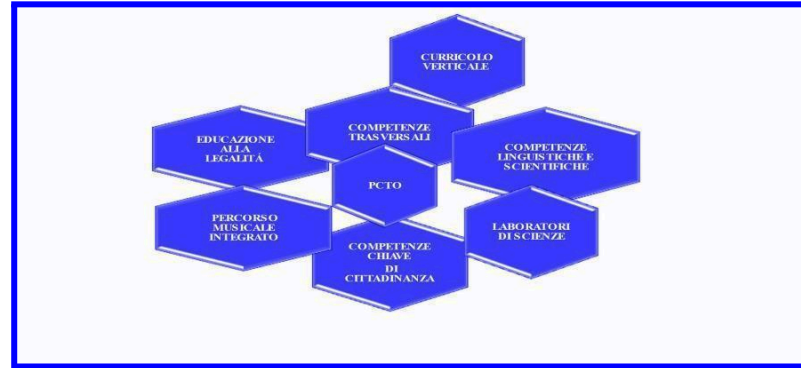 CURRICOLO
VERTICALE
COMPETENZE
TRASVERSALI
EDUCAZIONE
ALLA
LEGALITÀ
COMPETENZE
LINGUISTICHE E
SCIENTIFICHE
PCTO
PERCORSO
MUSICALE
INTEGRATO
LABORATORI
DI SCIENZE
COMPETENZE
CHIAVE
DI
CITTADINANZA